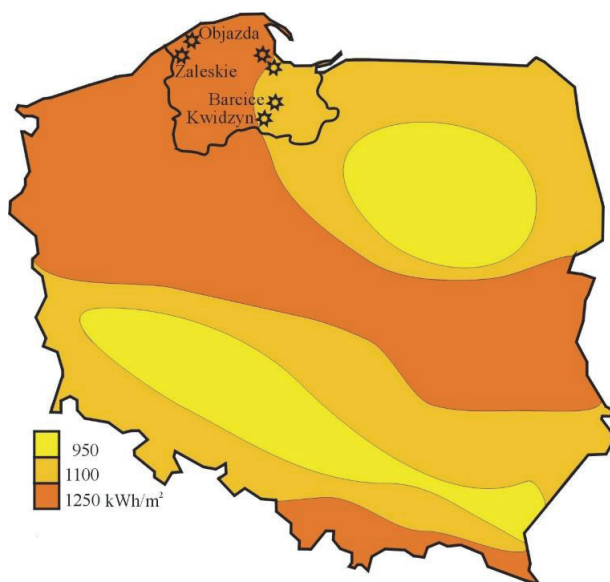 Objazda
Zaleskie
Barcice
Kwidzyn
950
1100
1250 kWh/m²